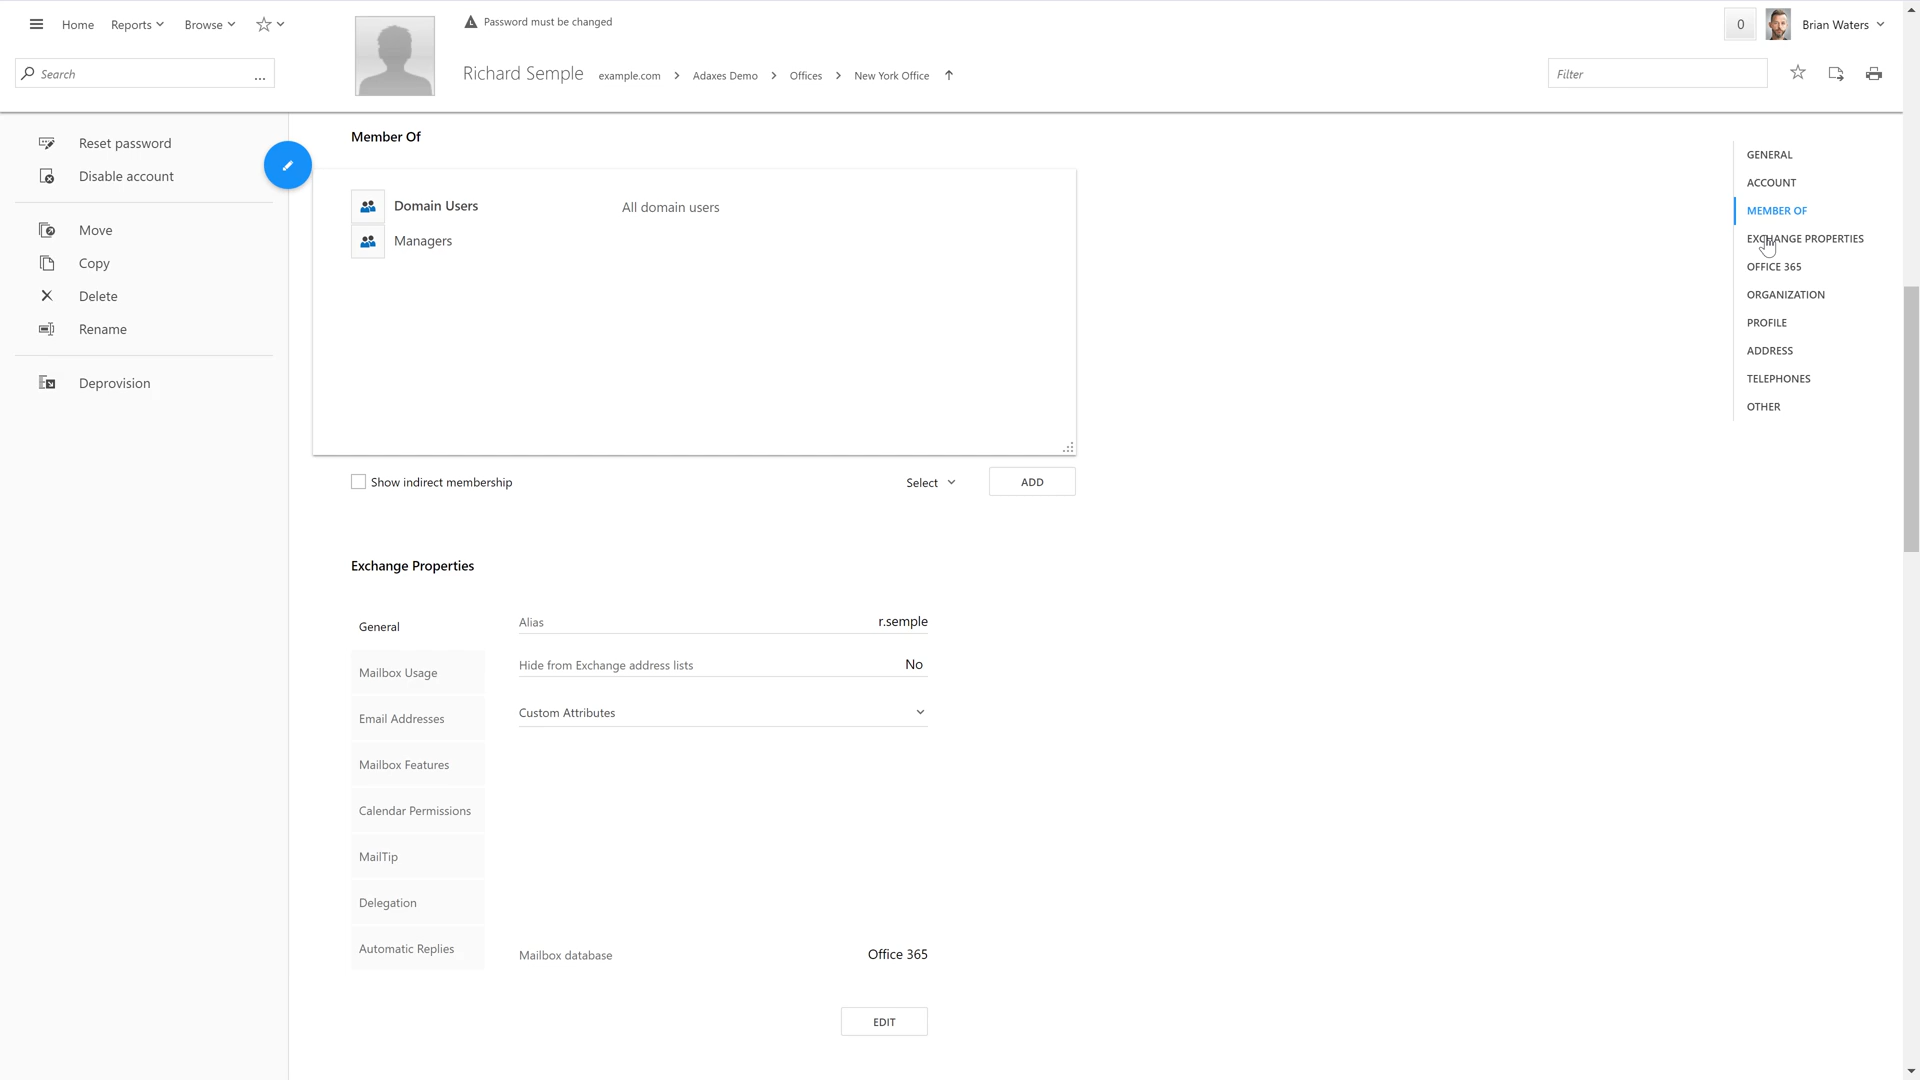 Home
Reports
Browse
Password must be changed
0
Brian Waters
Search
...
Richard Semple
example.com
Adaxes Demo
Offices
New York Office
Filter
Reset password
Disable account
Move
Copy
Delete
Rename
Deprovision
Member Of
Domain Users
All domain users
Managers
Show indirect membership
Select
ADD
Exchange Properties
General
Mailbox Usage
Email Addresses
Mailbox Features
Calendar Permissions
MailTip
Delegation
Automatic Replies
Alias
r.semple
Hide from Exchange address lists
No
Custom Attributes
Mailbox database
Office 365
EDIT
GENERAL
ACCOUNT
MEMBER OF
EXCHANGE PROPERTIES
OFFICE 365
ORGANIZATION
PROFILE
ADDRESS
TELEPHONES
OTHER